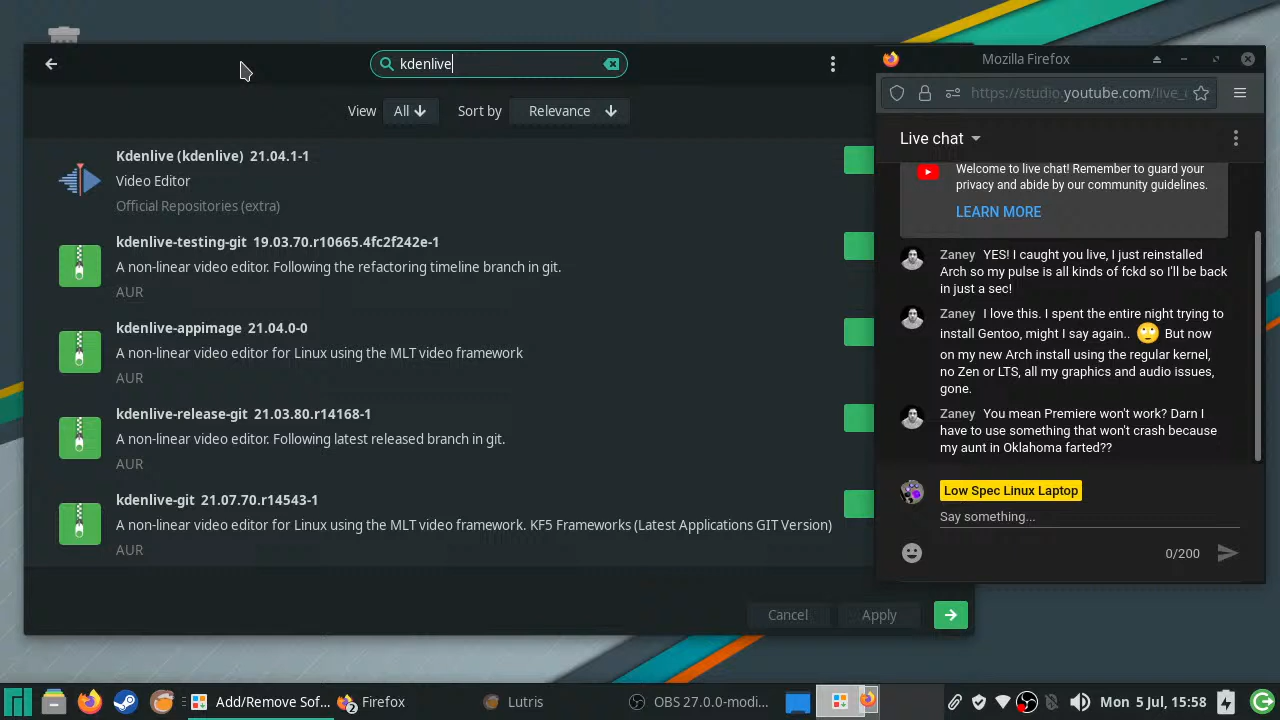 kdenlive
View All Sort by Relevance
Kdenlive (kdenlive) 21.04.1-1
Video Editor
Official Repositories (extra)
kdenlive-testing-git 19.03.70.r10665.4fc2f242e-1
A non-linear video editor. Following the refactoring timeline branch in git.
AUR
kdenlive-appimage 21.04.0-0
A non-linear video editor for Linux using the MLT video framework
AUR
kdenlive-release-git 21.03.80.r14168-1
A non-linear video editor. Following latest released branch in git.
AUR
kdenlive-git 21.07.70.r14543-1
A non-linear video editor for Linux using the MLT video framework. KF5 Frameworks (Latest Applications GIT Version)
AUR
Cancel Apply
Mozilla Firefox
https://studio.youtube.com/live_
Live chat
Welcome to live chat! Remember to guard your
privacy and abide by our community guidelines.
LEARN MORE
Zaney YES! I caught you live, I just reinstalled
Arch so my pulse is all kinds of fckd so I'll be back
in just a sec!
Zaney I love this. I spent the entire night trying to
install Gentoo, might I say again.. 🙄 But now
on my new Arch install using the regular kernel,
no Zen or LTS, all my graphics and audio issues,
gone.
Zaney You mean Premiere won't work? Darn I
have to use something that won't crash because
my aunt in Oklahoma farted??
Low Spec Linux Laptop
Say something...
0/200
Add/Remove Sof... 2 Firefox Lutris OBS 27.0.0-modi... Mon 5 Jul, 15:58